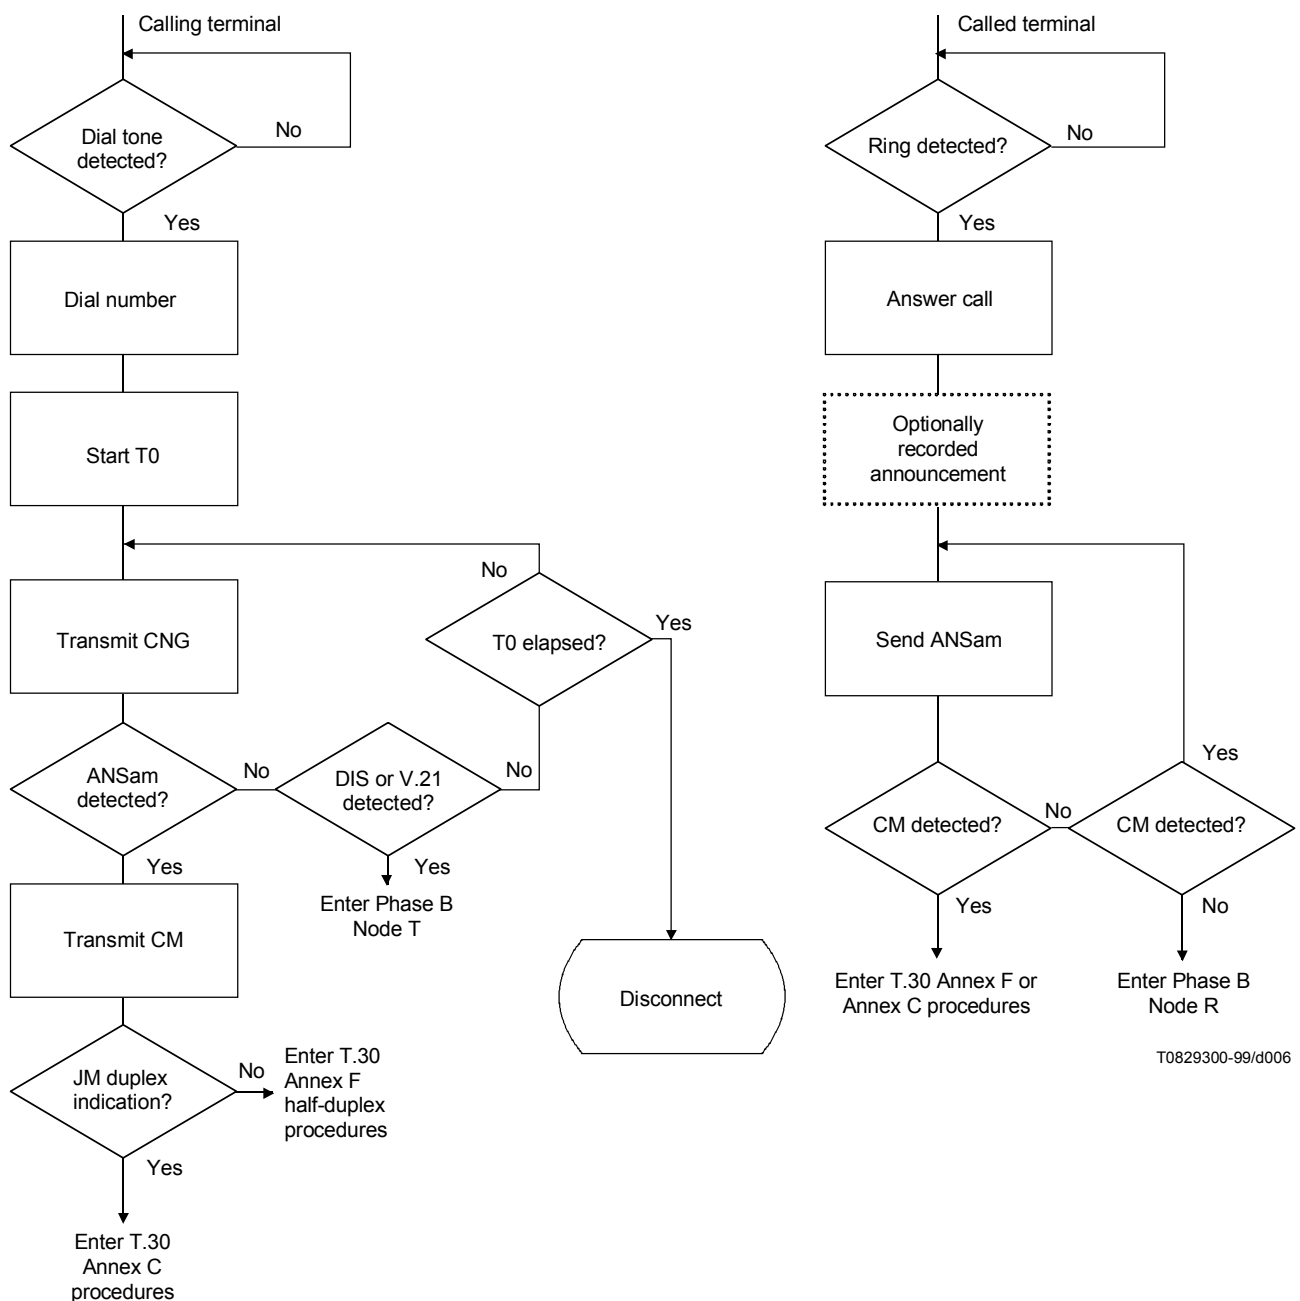 Calling terminal
Dial tone
detected?
No
Yes
Dial number
Start T0
Transmit CNG
ANSam
detected?
No
Yes
DIS or V.21
detected?
No
Yes
Enter Phase B
Node T
T0 elapsed?
No
Yes
Disconnect
Transmit CM
JM duplex
indication?
No
Enter T.30
Annex F
half-duplex
procedures
Yes
Enter T.30
Annex C
procedures
Called terminal
Ring detected?
No
Yes
Answer call
Optionally
recorded
announcement
Send ANSam
CM detected?
No
Yes
Enter T.30 Annex F or
Annex C procedures
CM detected?
Yes
No
Enter Phase B
Node R
T0829300-99/d006